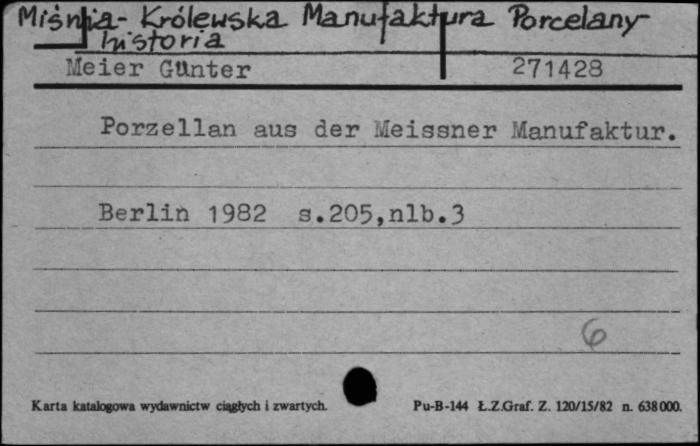 Miśnia - Królewska Manufaktura Porcelany -
historia
Meier Günter 271428
Porzellan aus der Meissner Manufaktur.
Berlin 1982 s.205,nlb.3
6
Karta katalogowa wydawnictw ciągłych i zwartych. Pu-B-144 Ł.Z.Graf. Z. 120/15/82 n. 638000.